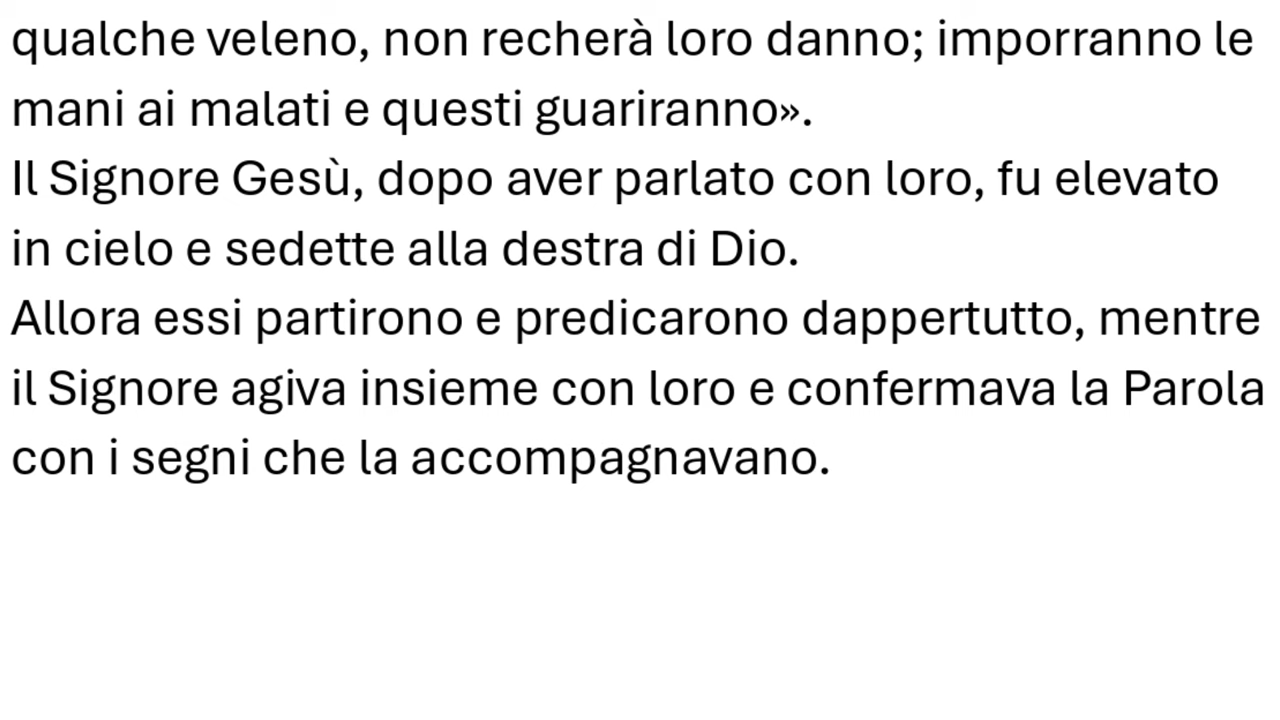 qualche veleno, non recherà loro danno; imporranno le
mani ai malati e questi guariranno».
Il Signore Gesù, dopo aver parlato con loro, fu elevato
in cielo e sedette alla destra di Dio.
Allora essi partirono e predicarono dappertutto, mentre
il Signore agiva insieme con loro e confermava la Parola
con i segni che la accompagnavano.